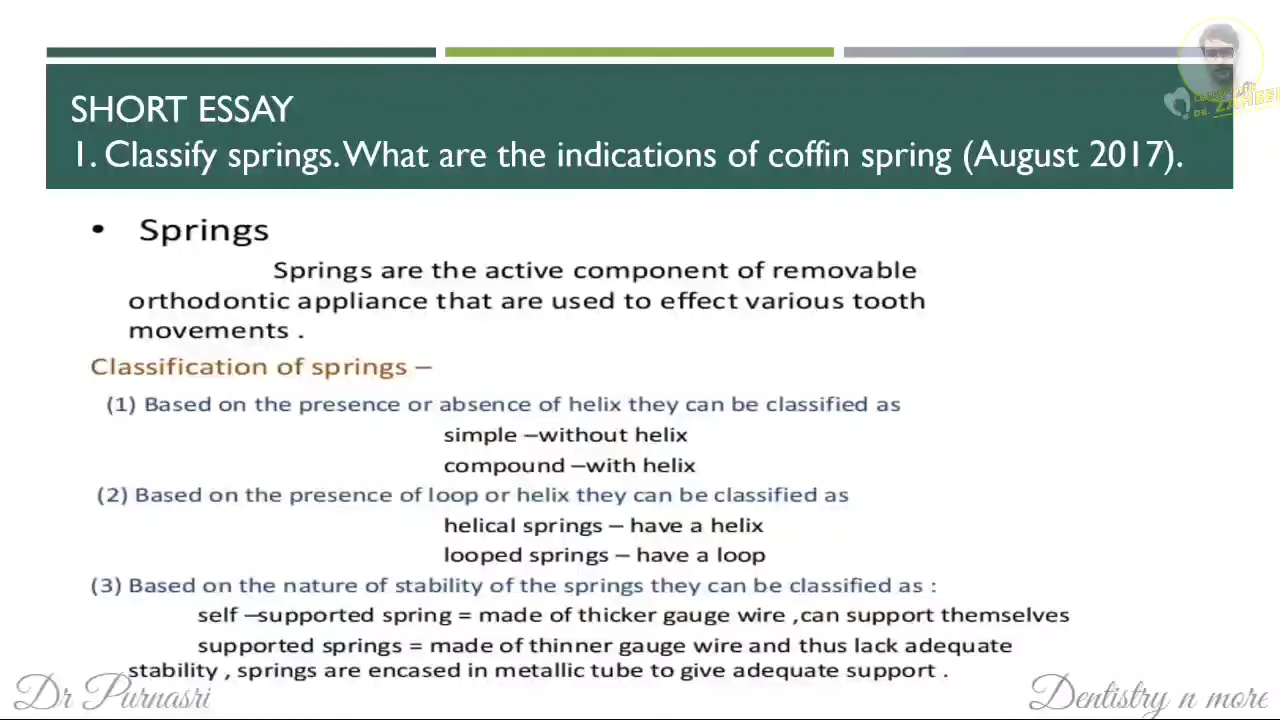 SHORT ESSAY
1. Classify springs. What are the indications of coffin spring (August 2017).
• Springs
Springs are the active component of removable
orthodontic appliance that are used to effect various tooth
movements .
Classification of springs –
(1) Based on the presence or absence of helix they can be classified as
simple –without helix
compound –with helix
(2) Based on the presence of loop or helix they can be classified as
helical springs – have a helix
looped springs – have a loop
(3) Based on the nature of stability of the springs they can be classified as :
self –supported spring = made of thicker gauge wire ,can support themselves
supported springs = made of thinner gauge wire and thus lack adequate
stability , springs are encased in metallic tube to give adequate support .
Dr Purnasri
Dentistry n more
DR. ZAHEER